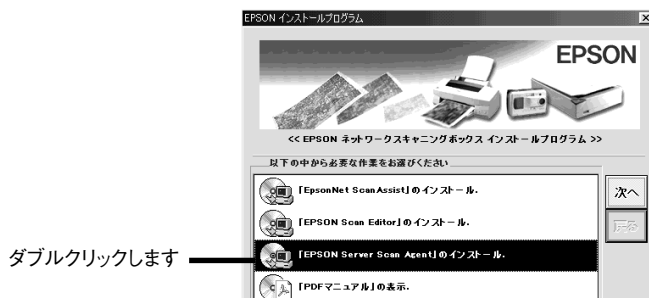 EPSON インストールプログラム
EPSON
<< EPSON ネットワークスキャニングボックス インストールプログラム >>
以下の中から必要な作業をお選びください
「EpsonNet ScanAssist」のインストール.
次へ
「EPSON Scan Editor」のインストール.
戻る
ダブルクリックします
「EPSON Server Scan Agent」のインストール.
「PDFマニュアル」の表示.